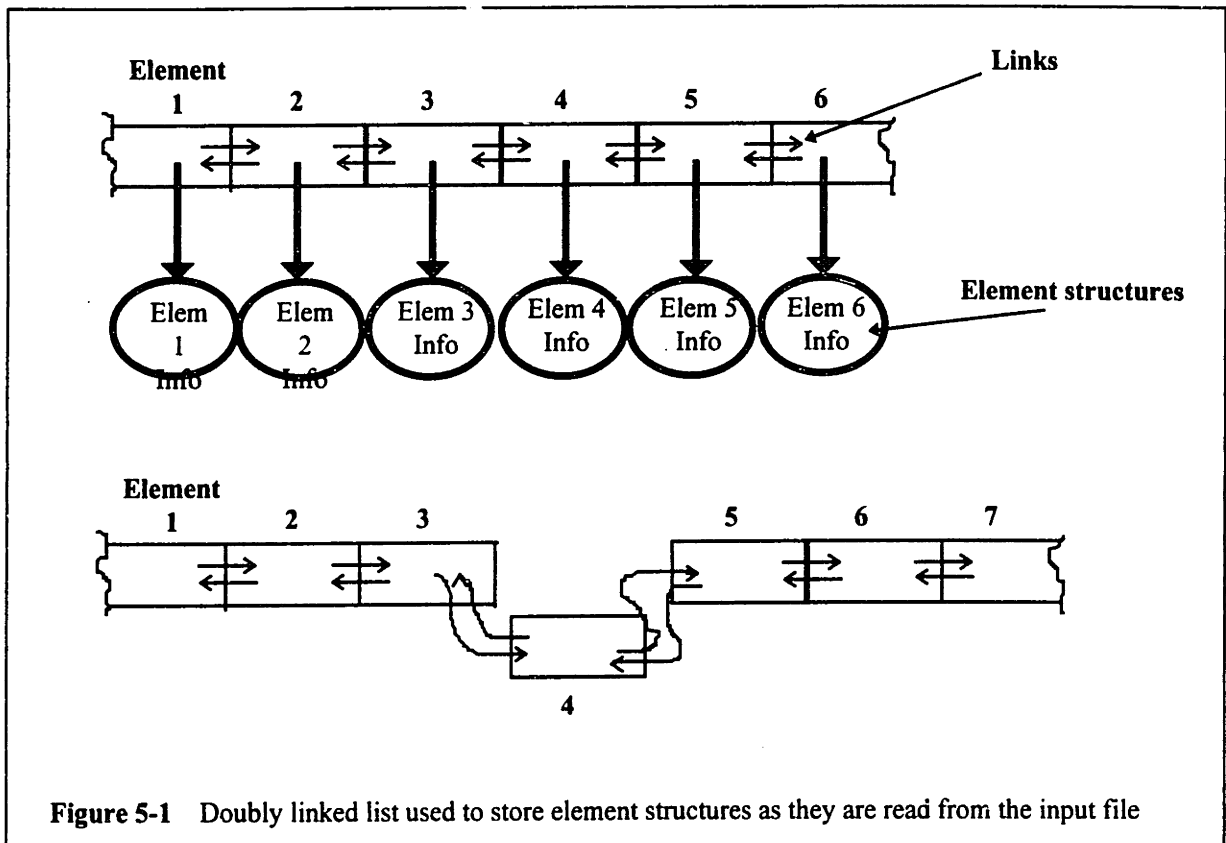 Links
Element
1 2 3 4 5 6
Elem 1 Info
Elem 2 Info
Elem 3 Info
Elem 4 Info
Elem 5 Info
Elem 6 Info
Element structures
Element
1 2 3 5 6 7
4
Figure 5-1 Doubly linked list used to store element structures as they are read from the input file